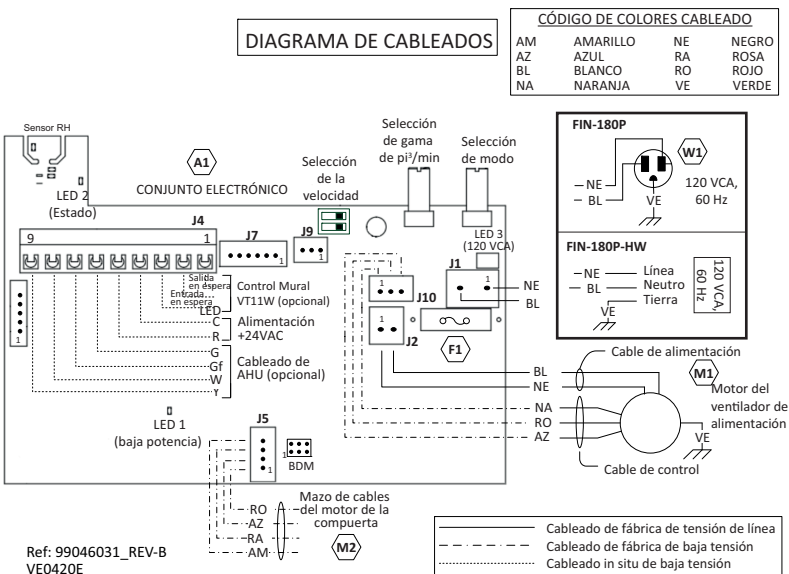 DIAGRAMA DE CABLEADOS
CÓDIGO DE COLORES CABLEADO
AM AMARILLO NE NEGRO
AZ AZUL RA ROSA
BL BLANCO RO ROJO
NA NARANJA VE VERDE
Sensor RH
LED 2
(Estado)
A1
CONJUNTO ELECTRÓNICO
Selección
de la
velocidad
Selección
de gama
de pi³/min
Selección
de modo
LED 3
(120 VCA)
FIN-180P
W1
NE
BL
VE
120 VCA,
60 Hz
FIN-180P-HW
NE Línea
BL Neutro
Tierra
VE
120 VCA,
60 Hz
J4
9 1
J7
1
J9
1
J1
1
NE
BL
1
J10
1
J2
F1
1
Salida
en espera
Entrada
en espera
LED
Control Mural
VT11W (opcional)
C
R
Alimentación
+24VAC
G
Gf
W
Y
Cableado de
AHU (opcional)
LED 1
(baja potencia)
J5
1
1
BDM
BL
NE
NA
RO
AZ
Cable de alimentación
M1
Motor del
ventilador de
alimentación
VE
Cable de control
RO
AZ
RA
AM
Mazo de cables
del motor de la
compuerta
M2
Ref: 99046031_REV-B
VE0420E
Cableado de fábrica de tensión de línea
Cableado de fábrica de baja tensión
Cableado in situ de baja tensión